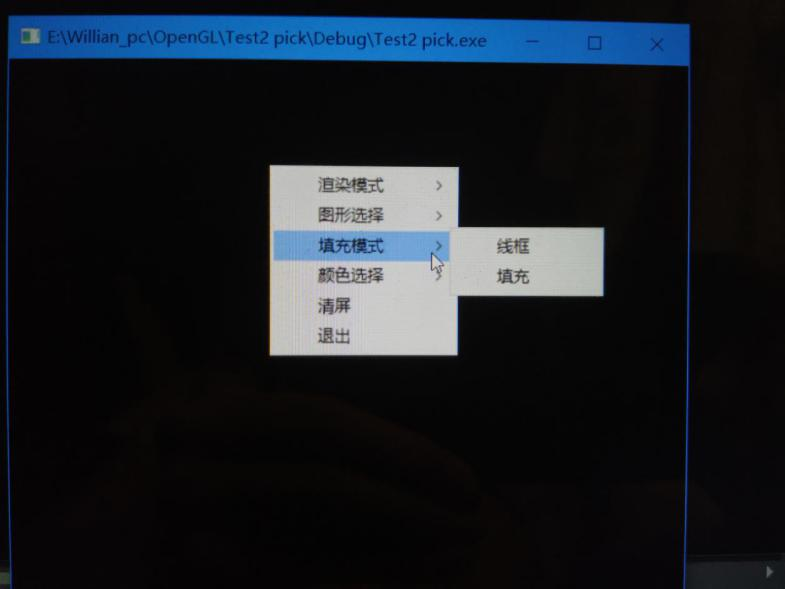 E:\Willian_pc\OpenGL\Test2 pick\Debug\Test2 pick.exe
渲染模式
图形选择
填充模式
颜色选择
清屏
退出
线框
填充